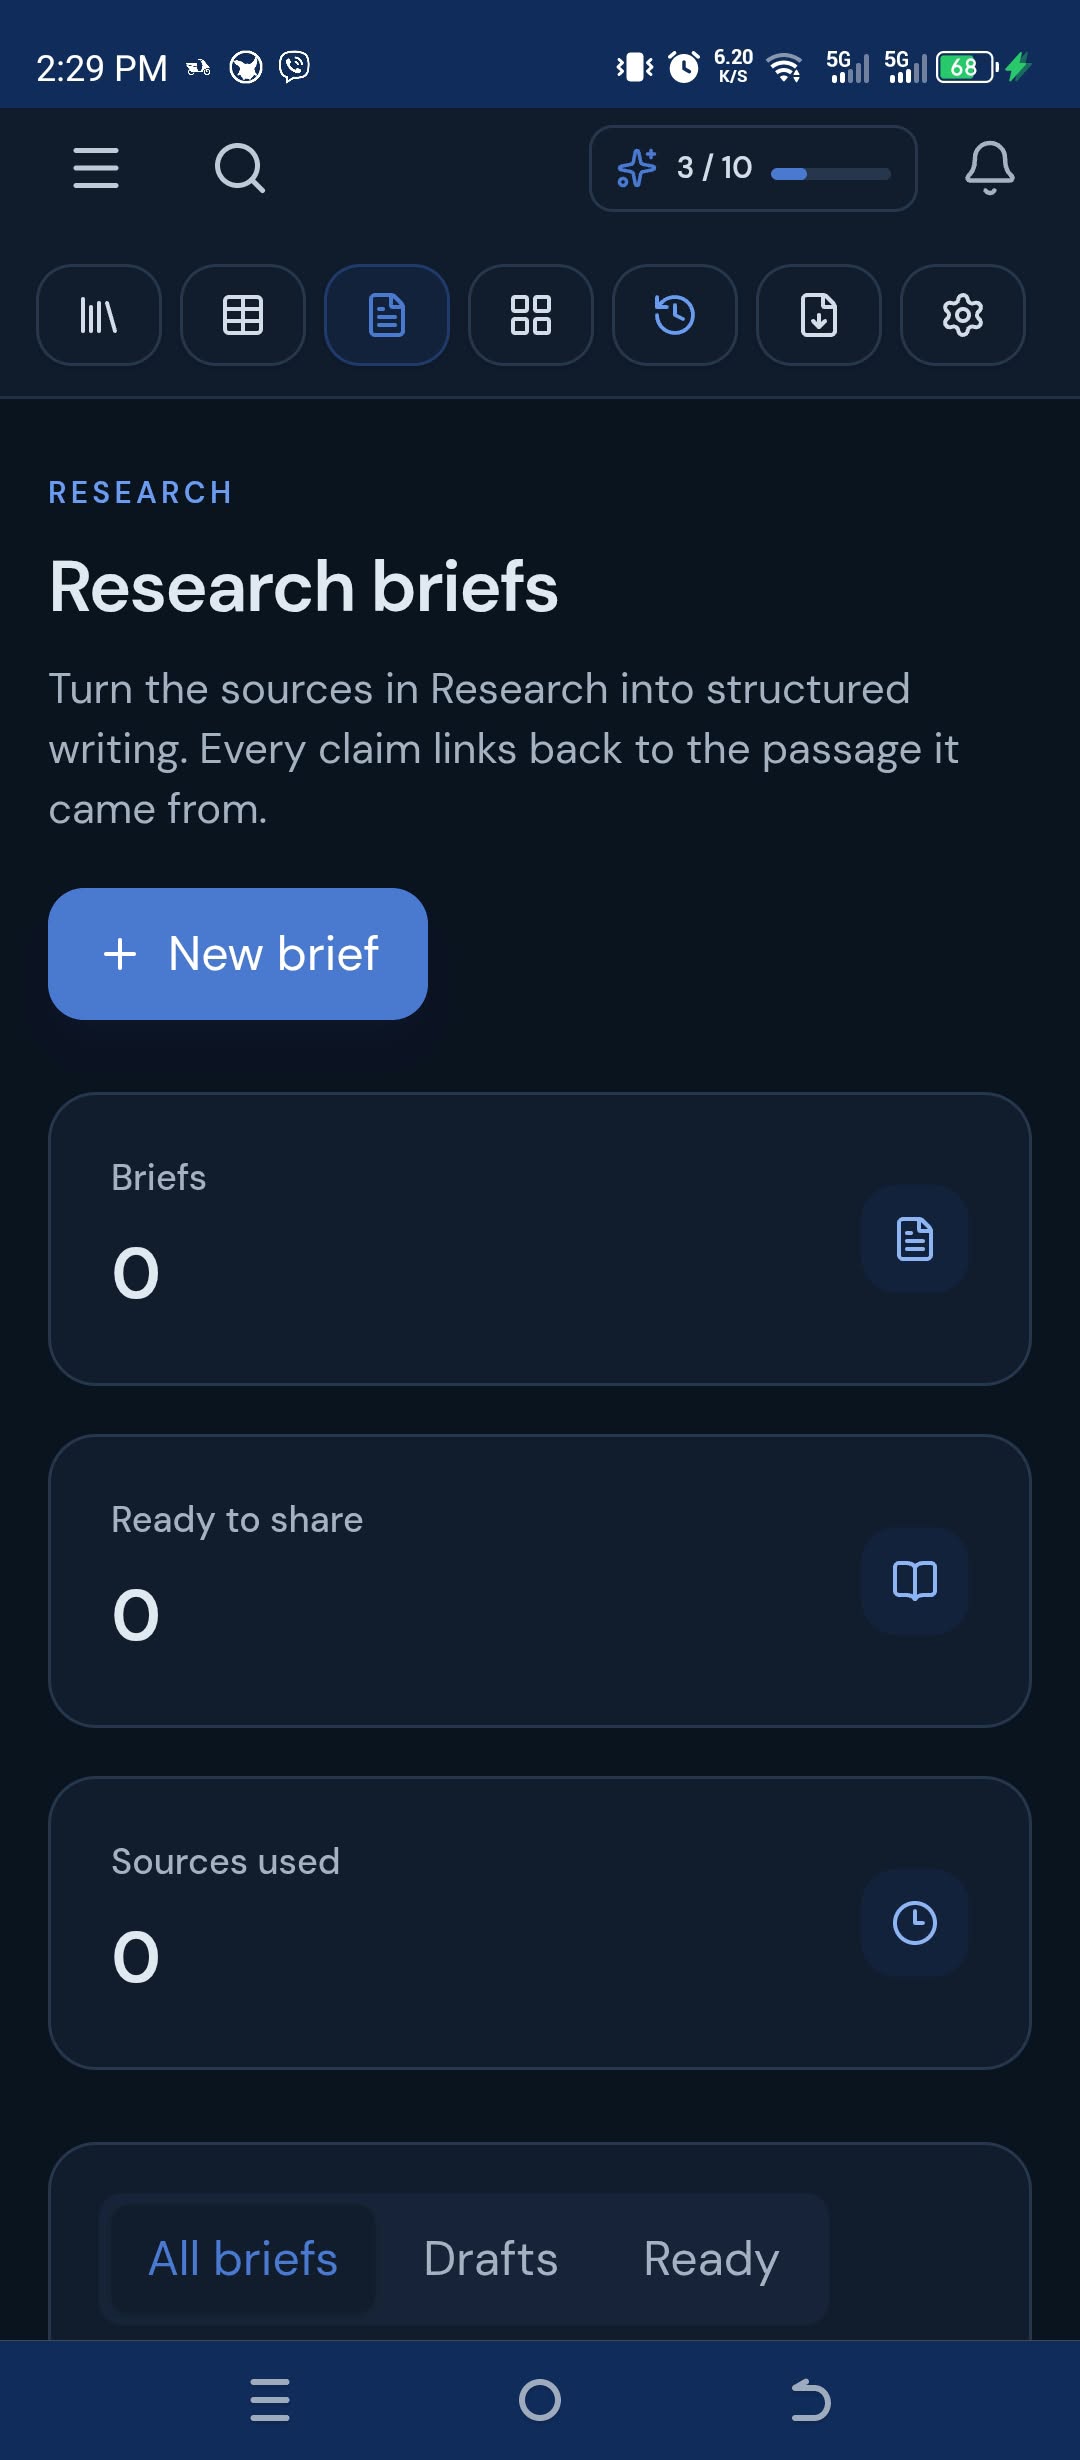 2:29 PM
6.20 K/S 5G 5G 68
3 / 10
RESEARCH
Research briefs
Turn the sources in Research into structured
writing. Every claim links back to the passage it
came from.
+ New brief
Briefs
0
Ready to share
0
Sources used
0
All briefs Drafts Ready